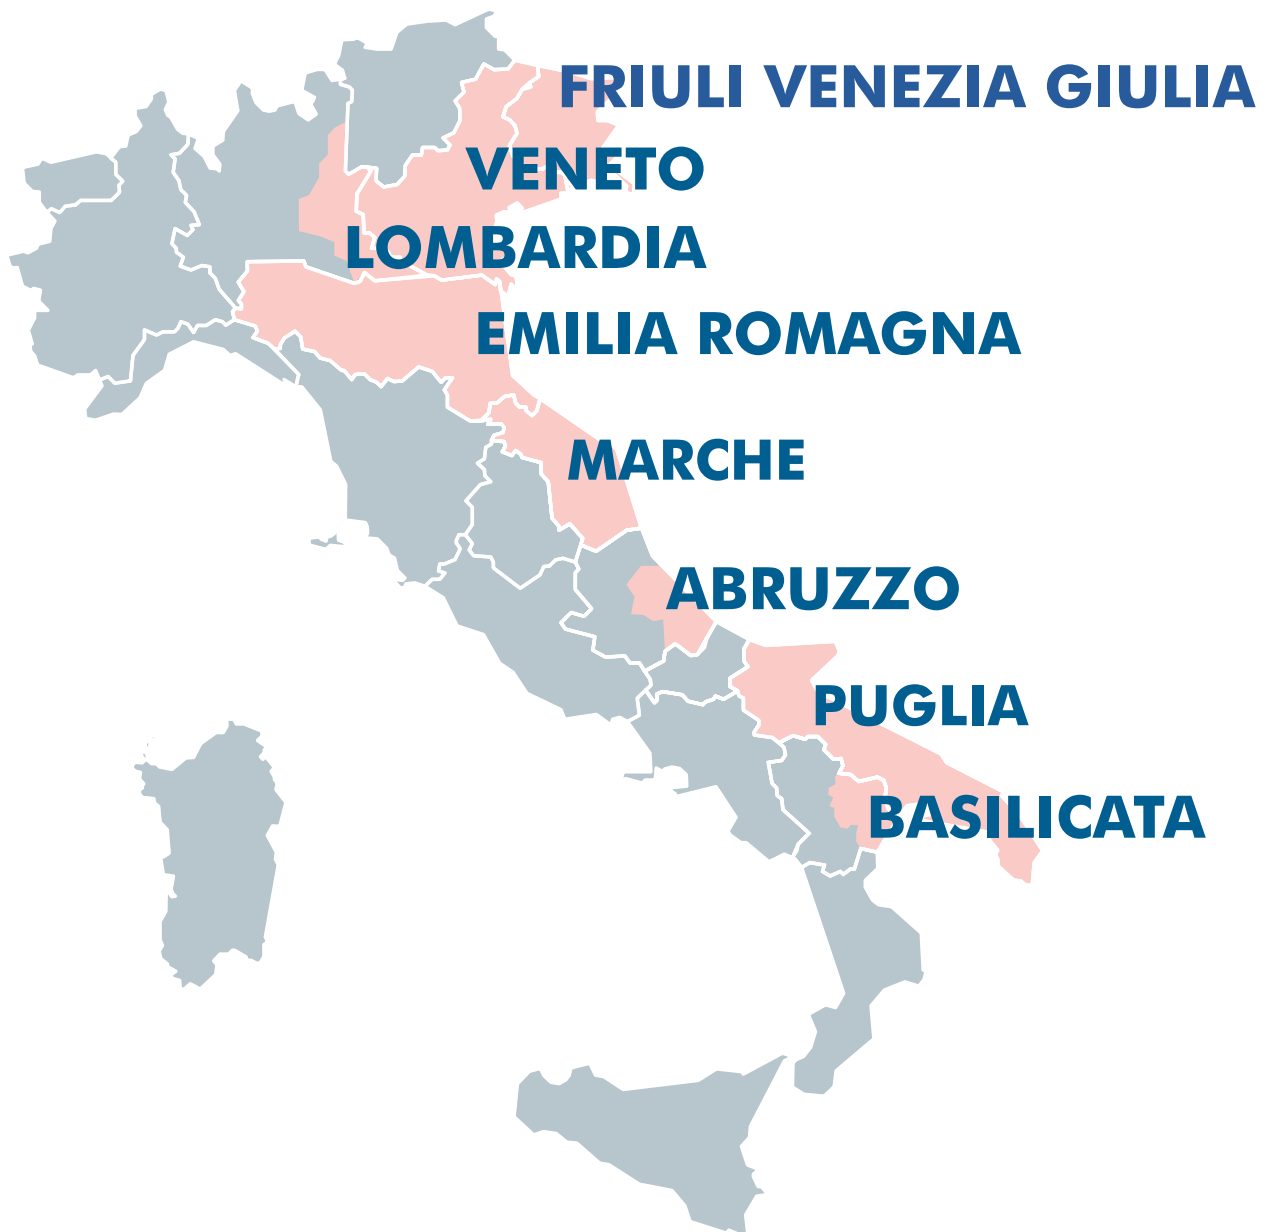 FRIULI VENEZIA GIULIA
VENETO
LOMBARDIA
EMILIA ROMAGNA
MARCHE
ABRUZZO
PUGLIA
BASILICATA